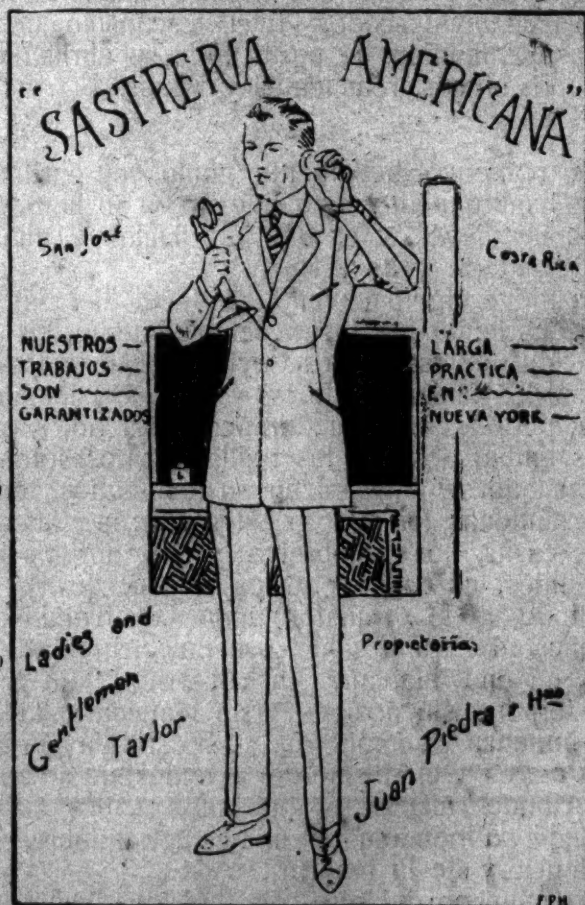 "SASTRERIA AMERICANA"
San José
Costa Rica
NUESTROS
TRABAJOS
SON
GARANTIZADOS
LARGA
PRACTICA
EN
NUEVA YORK
Ladies and
Gentlemen
Taylor
Propietarios
Juan Piedra y Hno